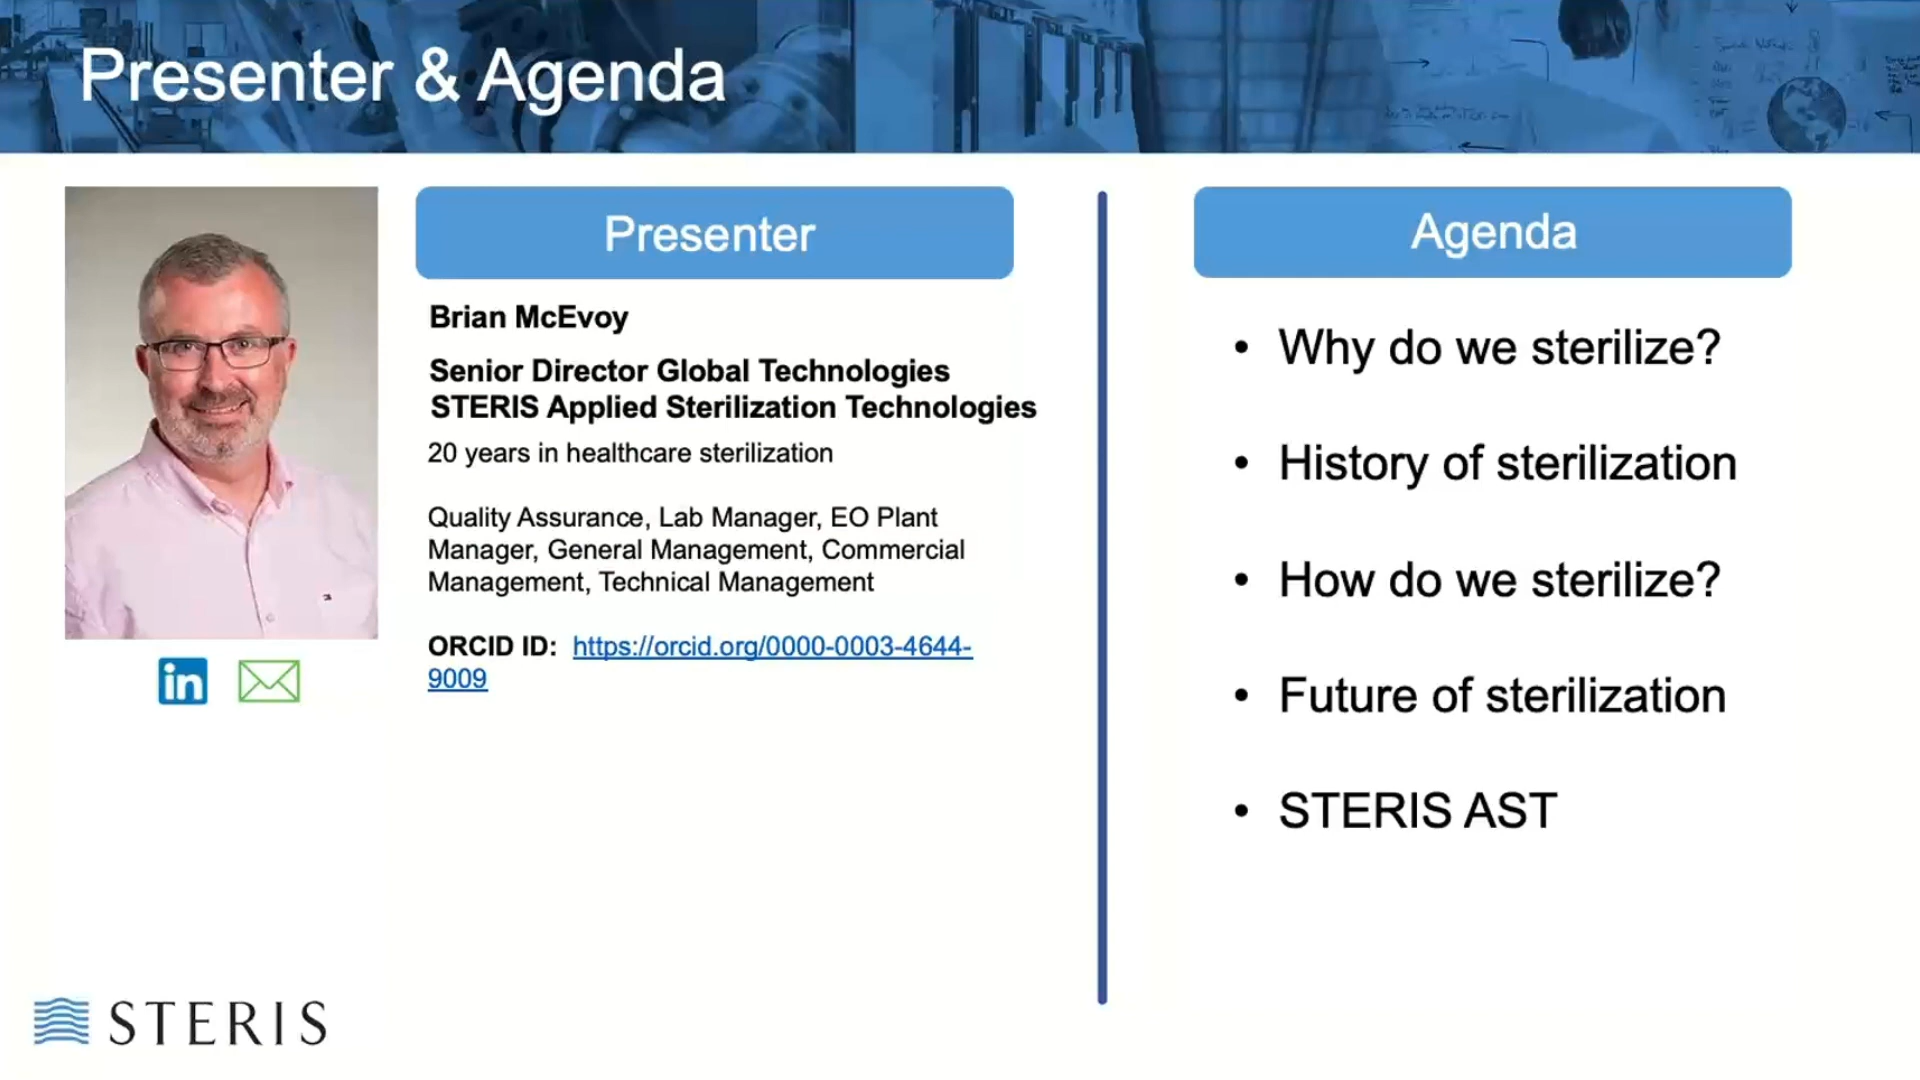 Presenter & Agenda
Presenter
Brian McEvoy
Senior Director Global Technologies
STERIS Applied Sterilization Technologies
20 years in healthcare sterilization
Quality Assurance, Lab Manager, EO Plant
Manager, General Management, Commercial
Management, Technical Management
ORCID ID: https://orcid.org/0000-0003-4644-
9009
in
Agenda
• Why do we sterilize?
• History of sterilization
• How do we sterilize?
• Future of sterilization
• STERIS AST
STERIS